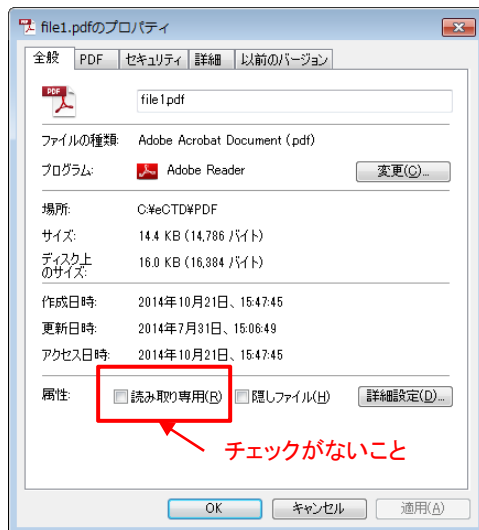 file1.pdfのプロパティ
全般 PDF セキュリティ 詳細 以前のバージョン
PDF
file1.pdf
ファイルの種類: Adobe Acrobat Document (.pdf)
プログラム: Adobe Reader 変更(C)...
場所: C:¥eCTD¥PDF
サイズ: 14.4 KB (14,786 バイト)
ディスク上
のサイズ: 16.0 KB (16,384 バイト)
作成日時: 2014年10月21日、15:47:45
更新日時: 2014年7月31日、15:06:49
アクセス日時: 2014年10月21日、15:47:45
属性: 読み取り専用(R) 隠しファイル(H) 詳細設定(D)...
チェックがないこと
OK キャンセル 適用(A)